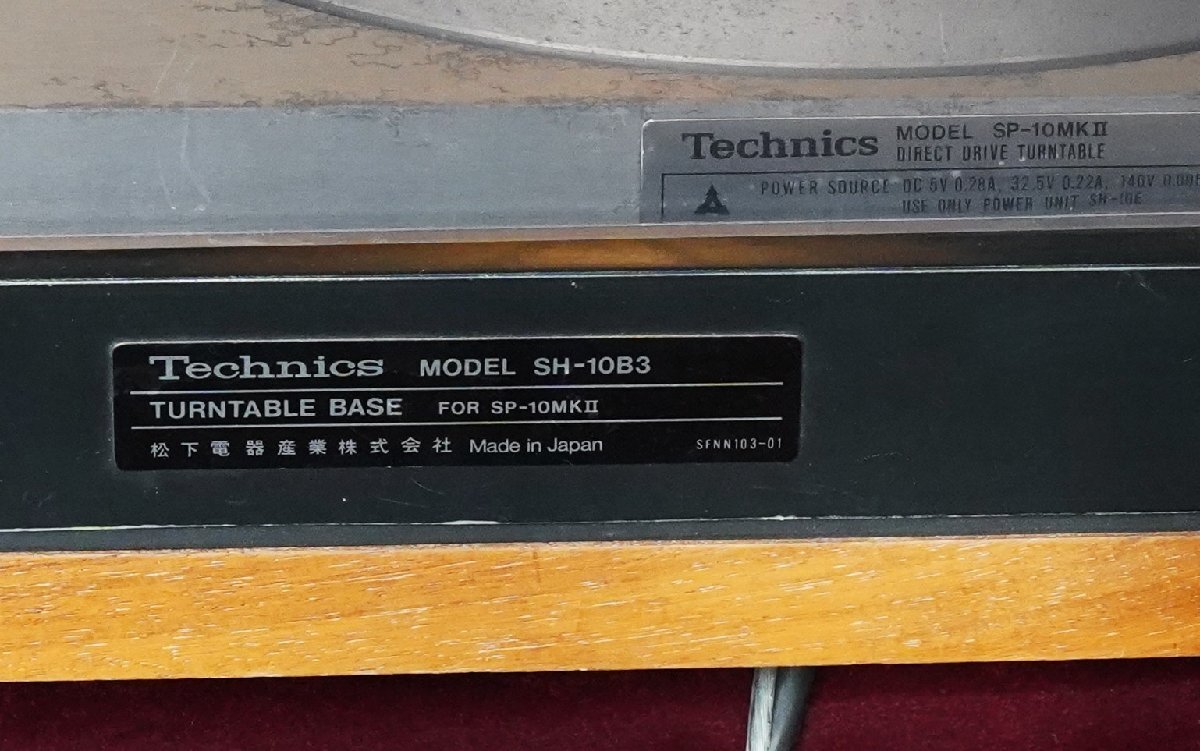 Technics MODEL SP-10MKII
DIRECT DRIVE TURNTABLE
POWER SOURCE DC 5V 0.28A, 32.5V 0.22A, 140V
USE ONLY POWER UNIT SH-10E
Technics MODEL SH-10B3
TURNTABLE BASE FOR SP-10MKII
松下電器産業株式会社 Made in Japan SFNN103-01